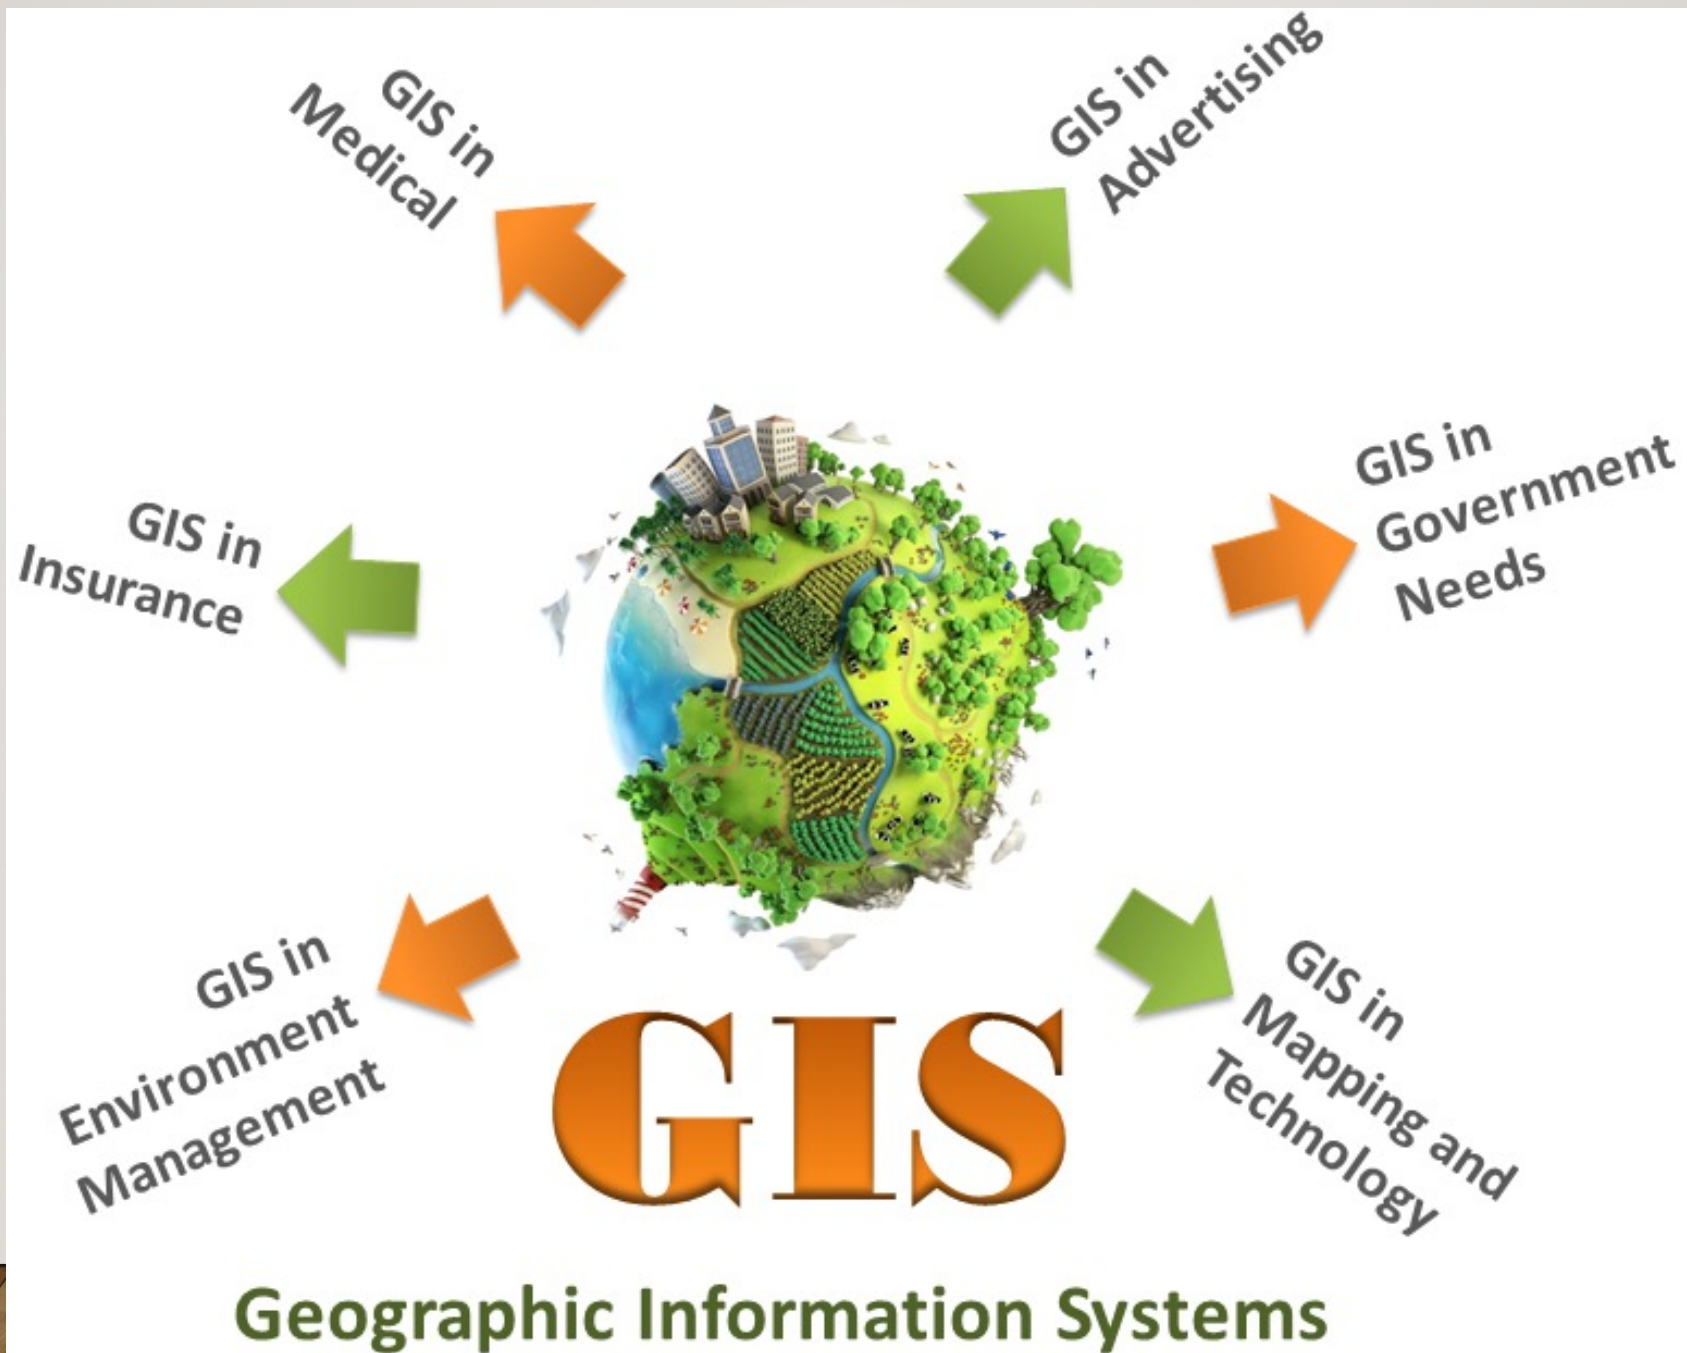 GIS in
Medical
GIS in
Advertising
GIS in
Insurance
GIS in
Government
Needs
GIS in
Environment
Management
GIS in
Mapping and
Technology
GIS
Geographic Information Systems